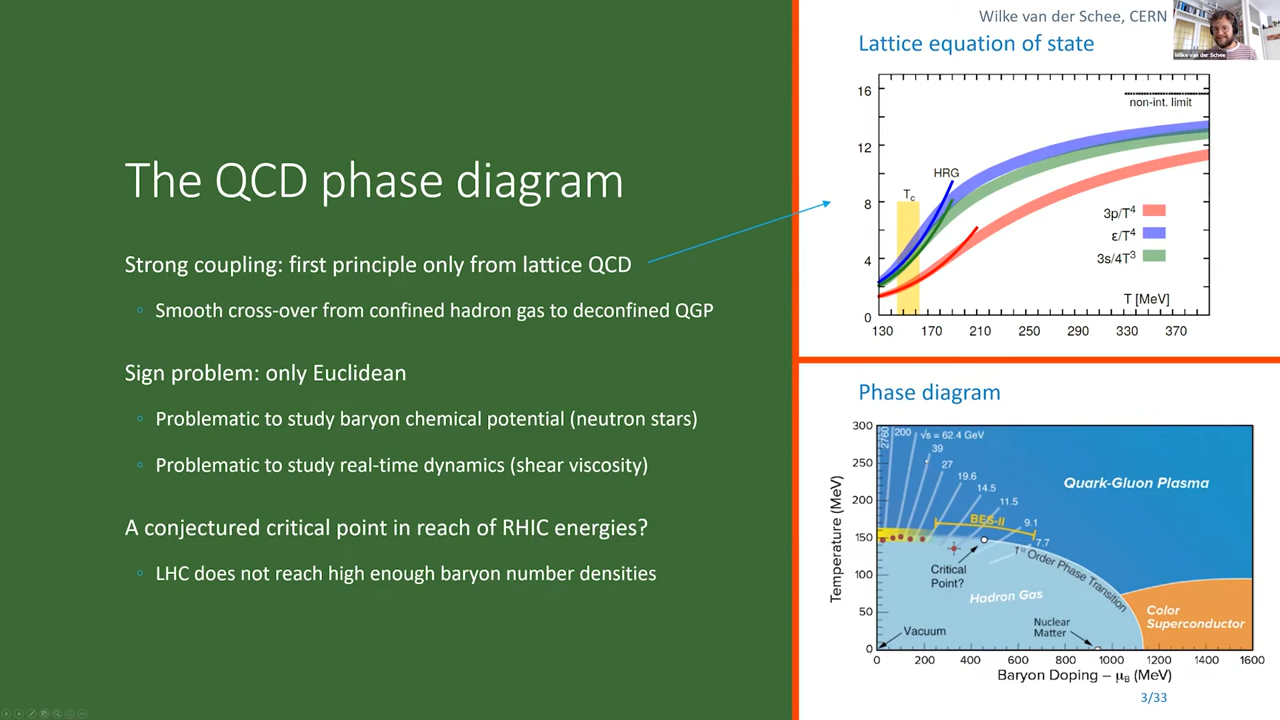 The QCD phase diagram
Strong coupling: first principle only from lattice QCD
◦ Smooth cross-over from confined hadron gas to deconfined QGP
Sign problem: only Euclidean
◦ Problematic to study baryon chemical potential (neutron stars)
◦ Problematic to study real-time dynamics (shear viscosity)
A conjectured critical point in reach of RHIC energies?
◦ LHC does not reach high enough baryon number densities
Wilke van der Schee, CERN
Wilke van der Schee
Lattice equation of state
16
12
8
4
0
non-int. limit
HRG
Tc
3p/T⁴
ε/T⁴
3s/4T³
T [MeV]
130 170 210 250 290 330 370
Phase diagram
Temperature (MeV)
300
250
200
150
100
50
0
2760
200
√s = 62.4 GeV
39
27
19.6
14.5
11.5
9.1
7.7
BES-II
Quark-Gluon Plasma
1st Order Phase Transition
Critical
Point?
Hadron Gas
Color
Superconductor
Nuclear
Matter
Vacuum
0 200 400 600 800 1000 1200 1400 1600
Baryon Doping – μB (MeV)
3/33